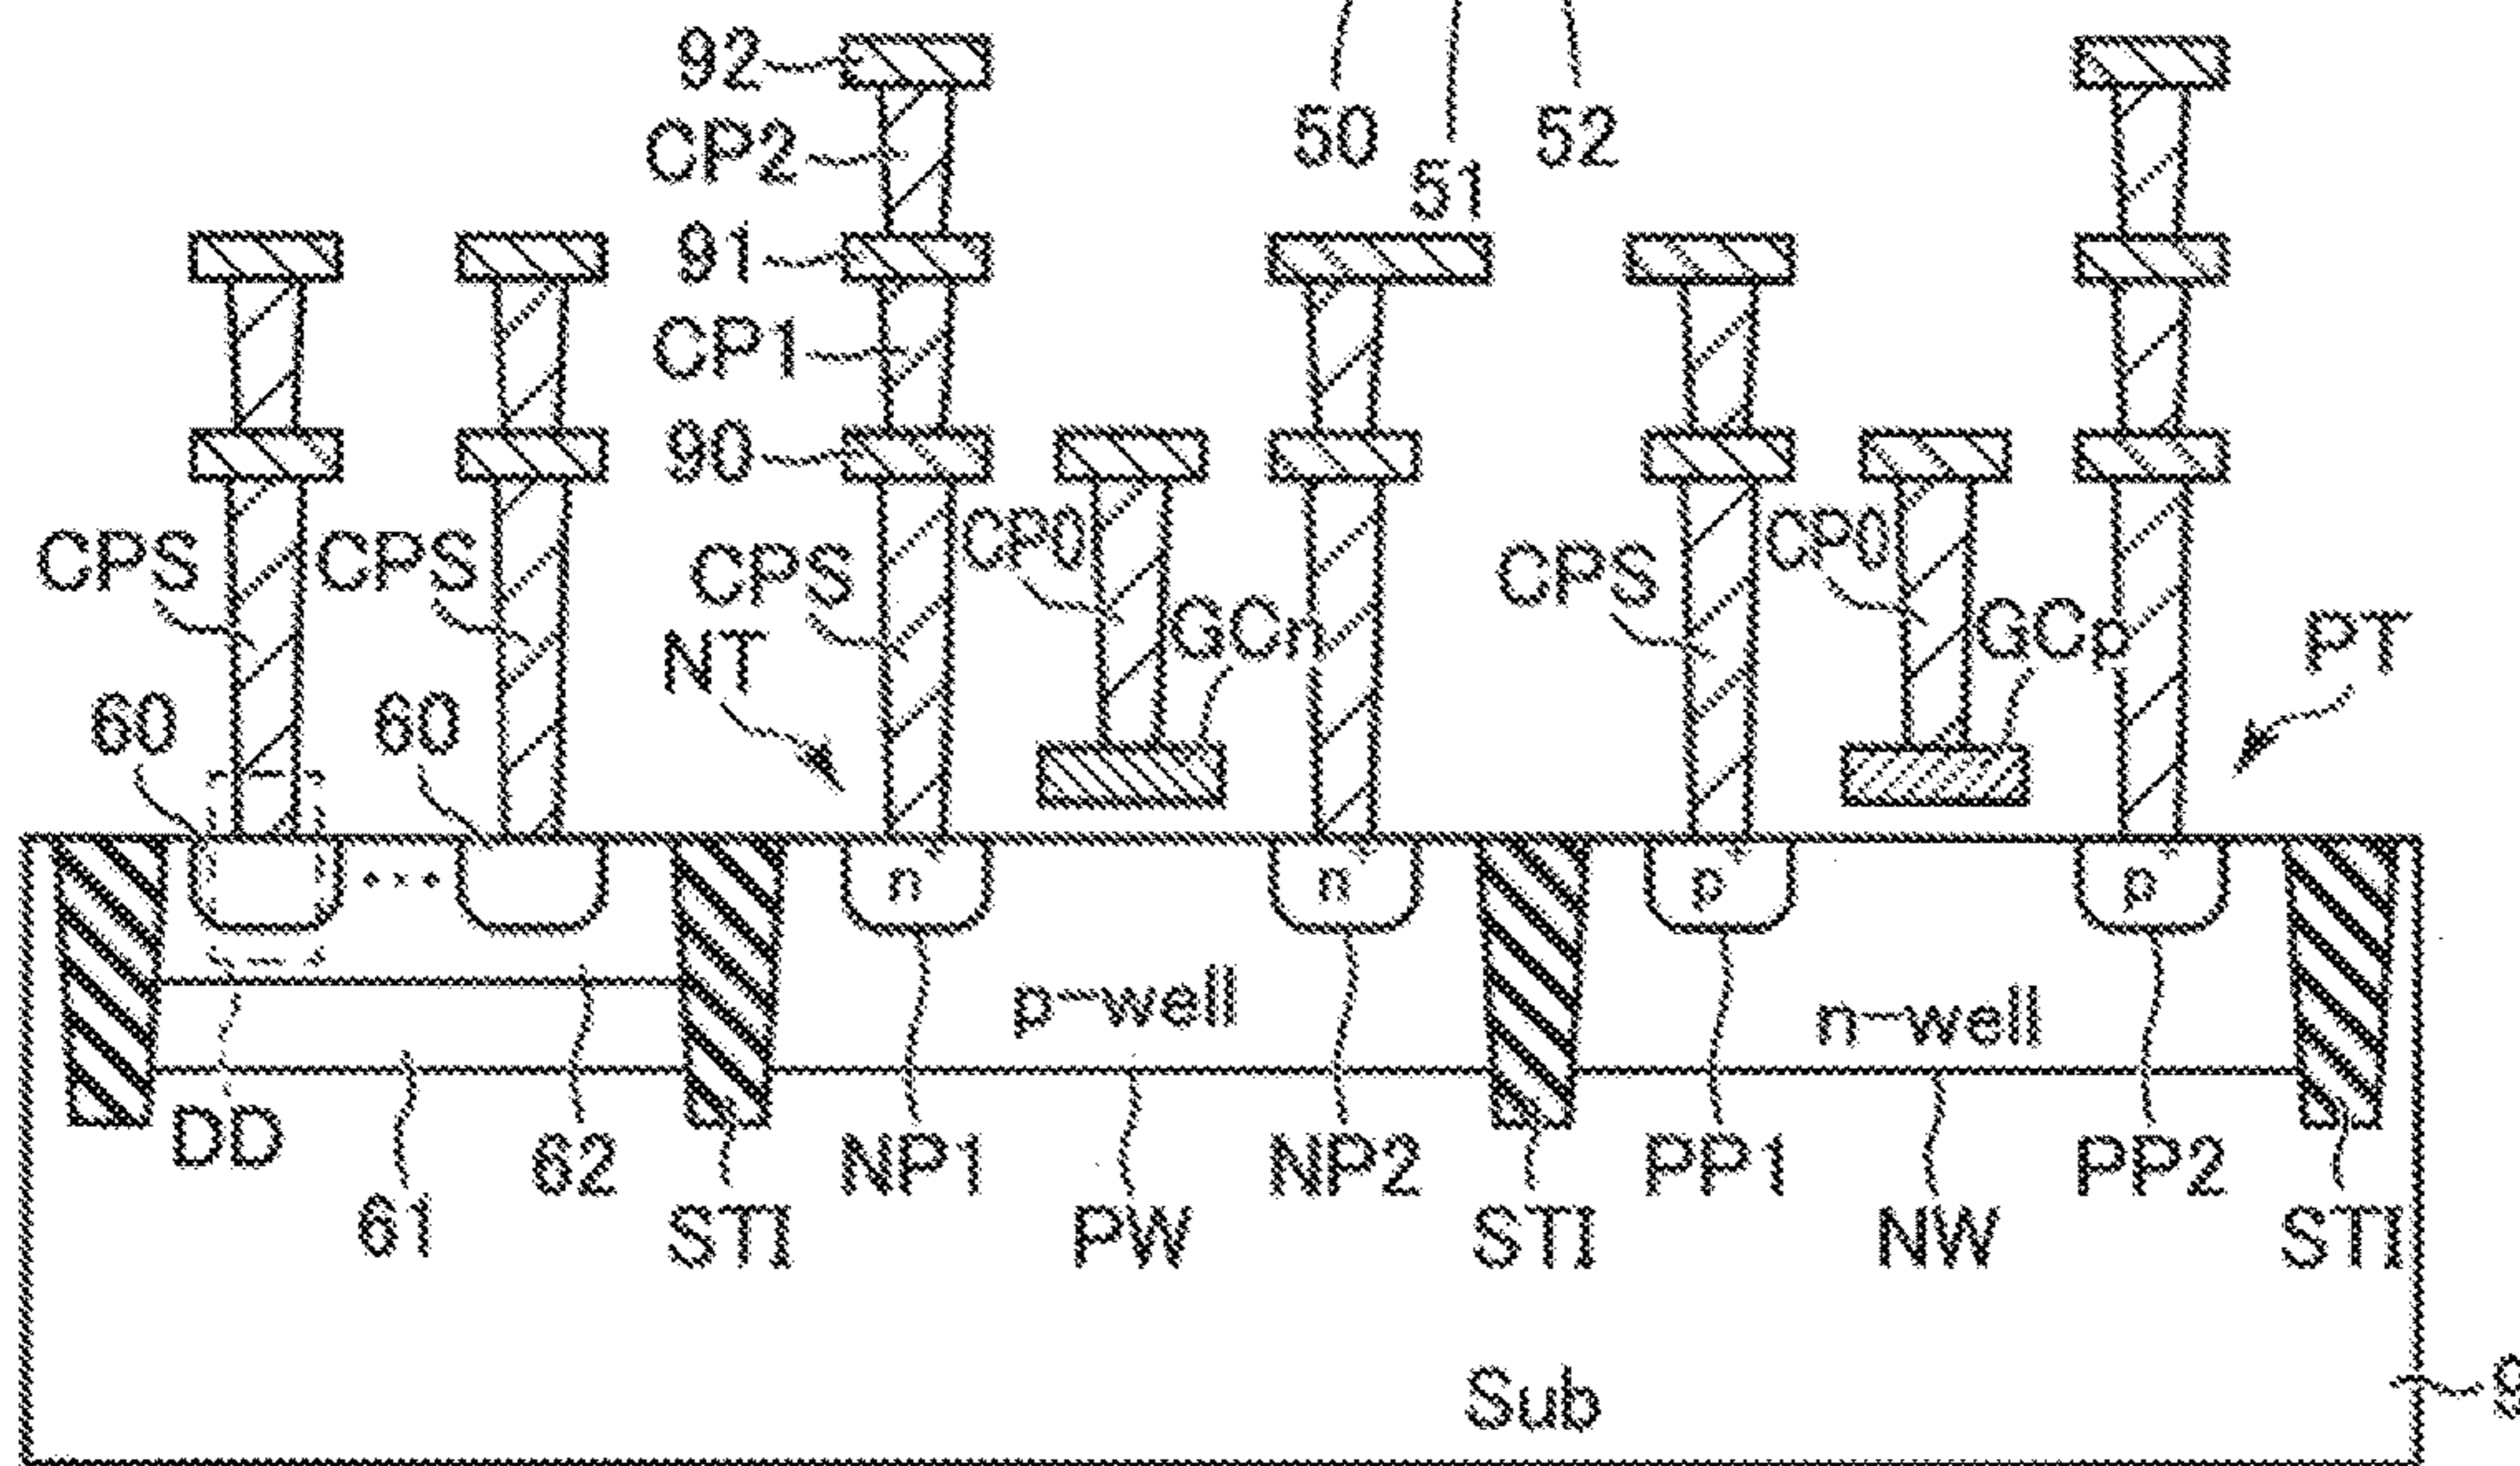 92
50
52
CP2
51
91
CP1
90
CPS
CPS
CPS
CP0
CPS
CP0
GCn
GCp
NT
PT
60
60
n
n
p
p
p-well
n-well
DD
62
NP1
NP2
PP1
PP2
61
STI
PW
STI
NW
STI
Sub